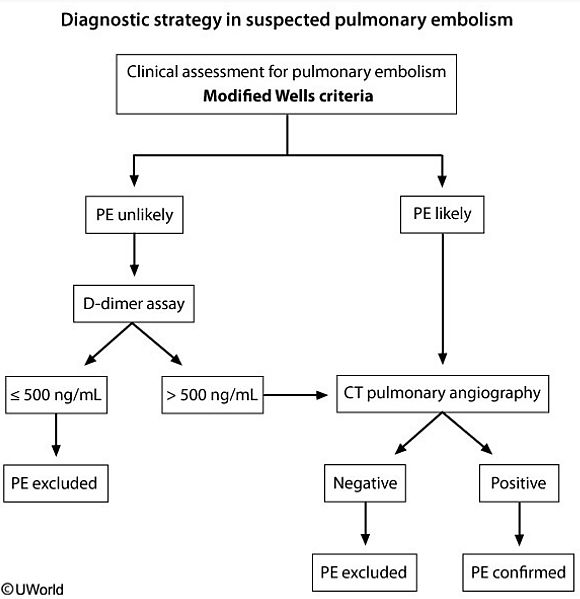 Diagnostic strategy in suspected pulmonary embolism
Clinical assessment for pulmonary embolism
Modified Wells criteria
PE unlikely
PE likely
D-dimer assay
≤ 500 ng/mL
> 500 ng/mL
CT pulmonary angiography
PE excluded
Negative
Positive
PE excluded
PE confirmed
©UWorld